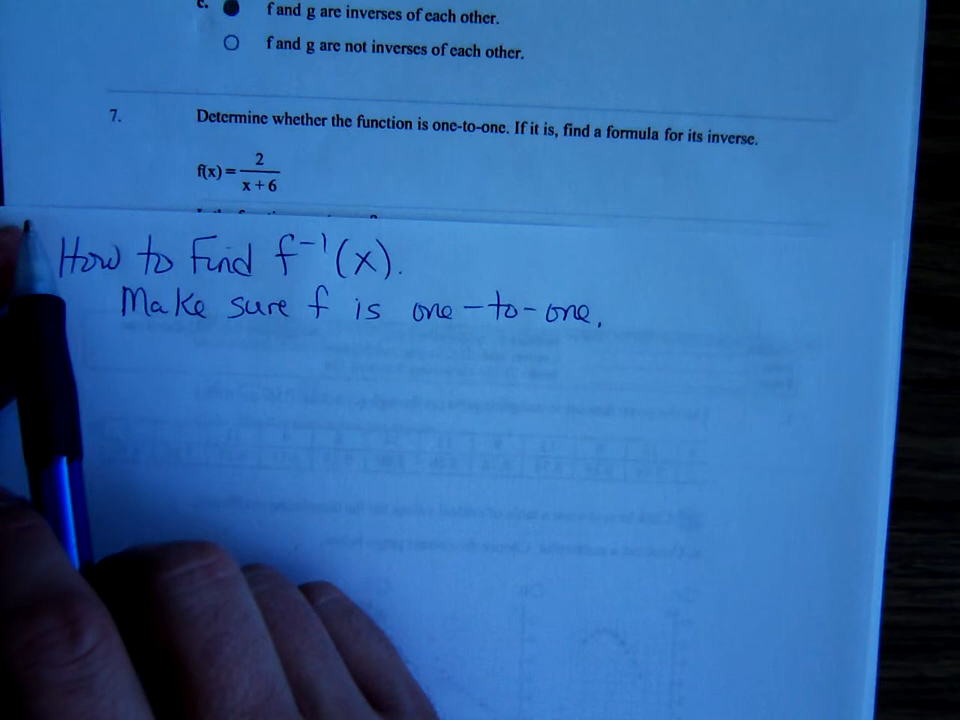 c. f and g are inverses of each other.
f and g are not inverses of each other.
7. Determine whether the function is one-to-one. If it is, find a formula for its inverse.
f(x) = 2 / x + 6
How to Find f⁻¹(x).
Make sure f is one-to-one.